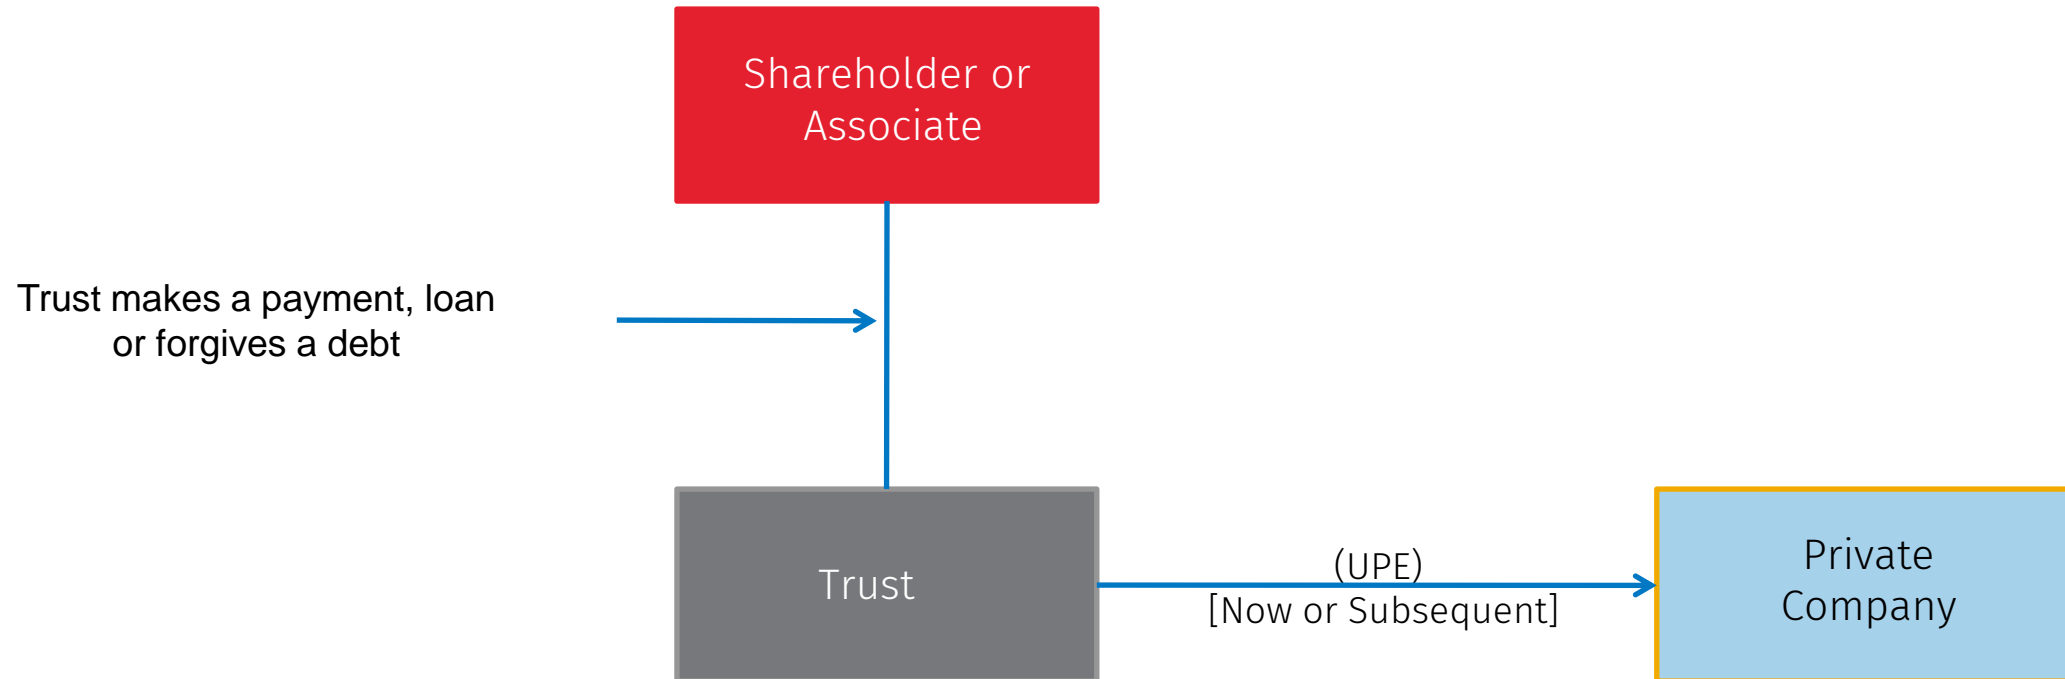 Shareholder or
Associate
Trust makes a payment, loan
or forgives a debt
Trust
(UPE)
[Now or Subsequent]
Private
Company